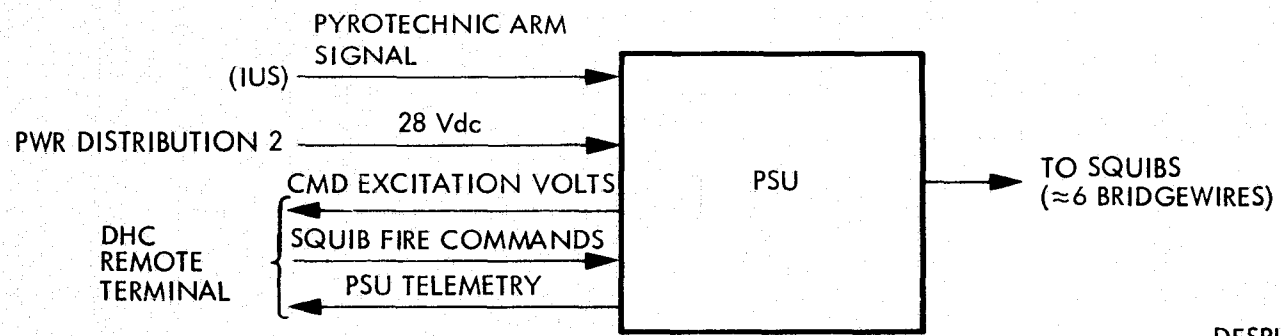 PYROTECHNIC ARM
SIGNAL
(IUS)
28 Vdc
PWR DISTRIBUTION 2
CMD EXCITATION VOLTS
PSU
TO SQUIBS
(≈6 BRIDGEWIRES)
DHC
REMOTE
TERMINAL
SQUIB FIRE COMMANDS
PSU TELEMETRY